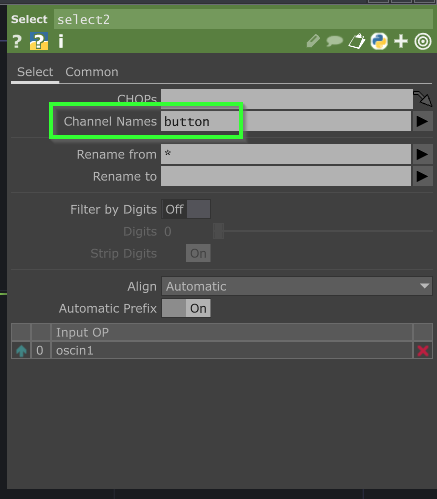 Select select2
? ? i
Select Common
CHOPs
Channel Names button
Rename from *
Rename to
Filter by Digits Off
Digits 0
Strip Digits On
Align Automatic
Automatic Prefix On
Input OP
0 oscin1